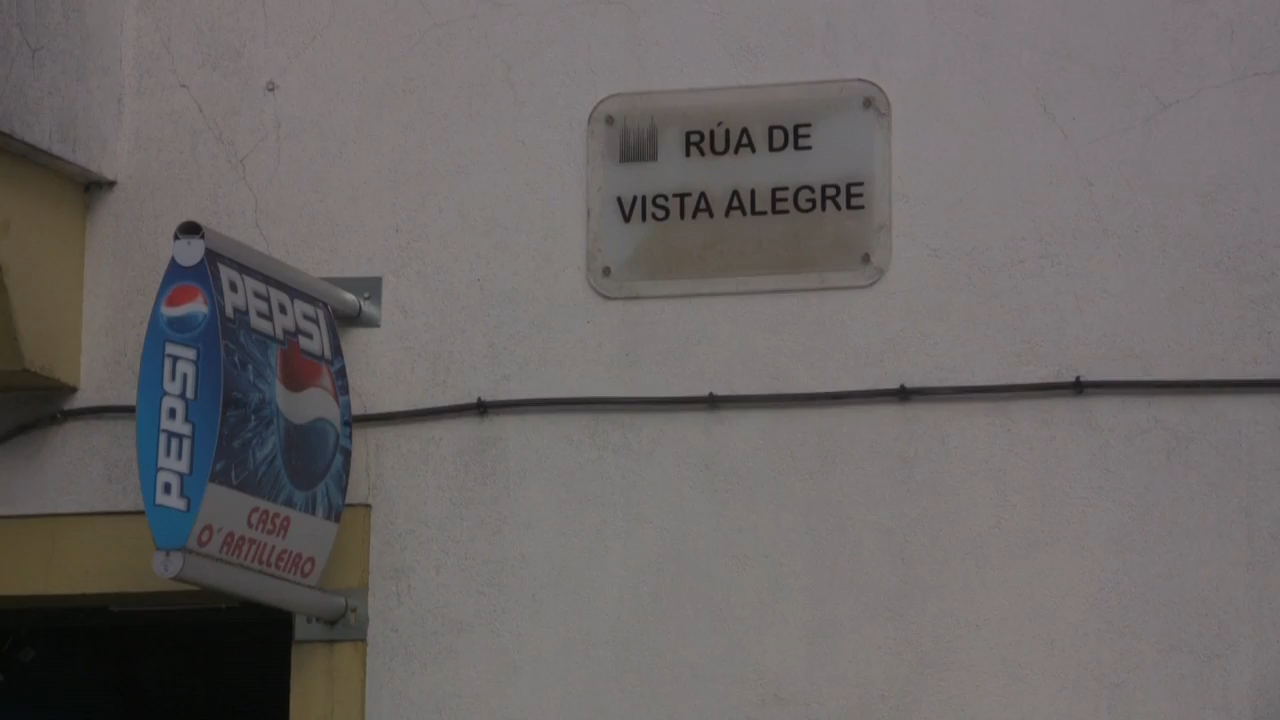 RÚA DE
VISTA ALEGRE
PEPSI
PEPSI
CASA
O´ARTILLEIRO